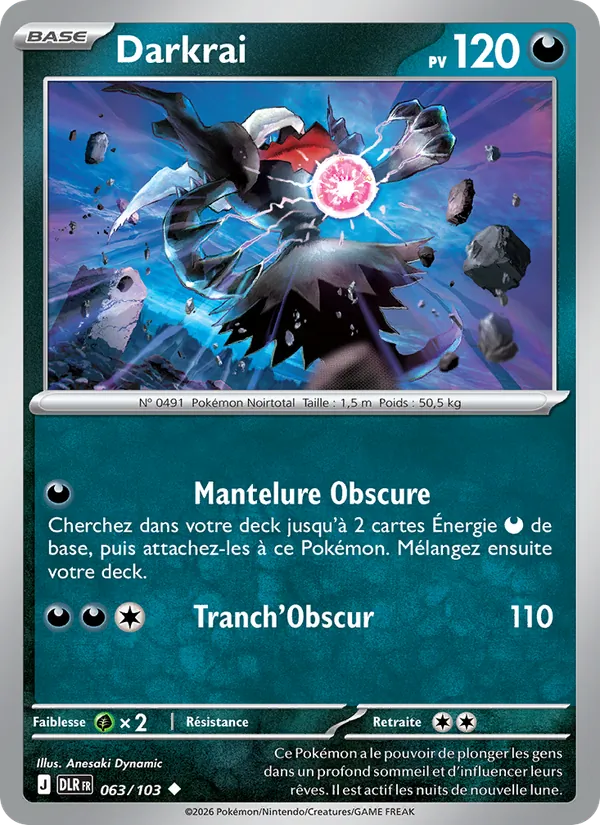 BASE
Darkrai
PV 120
Nº 0491 Pokémon Noirtotal Taille : 1,5 m Poids : 50,5 kg
Mantelure Obscure
Cherchez dans votre deck jusqu'à 2 cartes Énergie de
base, puis attachez-les à ce Pokémon. Mélangez ensuite
votre deck.
Tranch'Obscur 110
Faiblesse ×2 Résistance Retraite
Illus. Anesaki Dynamic
Ce Pokémon a le pouvoir de plonger les gens
dans un profond sommeil et d'influencer leurs
rêves. Il est actif les nuits de nouvelle lune.
J DLR FR 063/103
©2026 Pokémon/Nintendo/Creatures/GAME FREAK